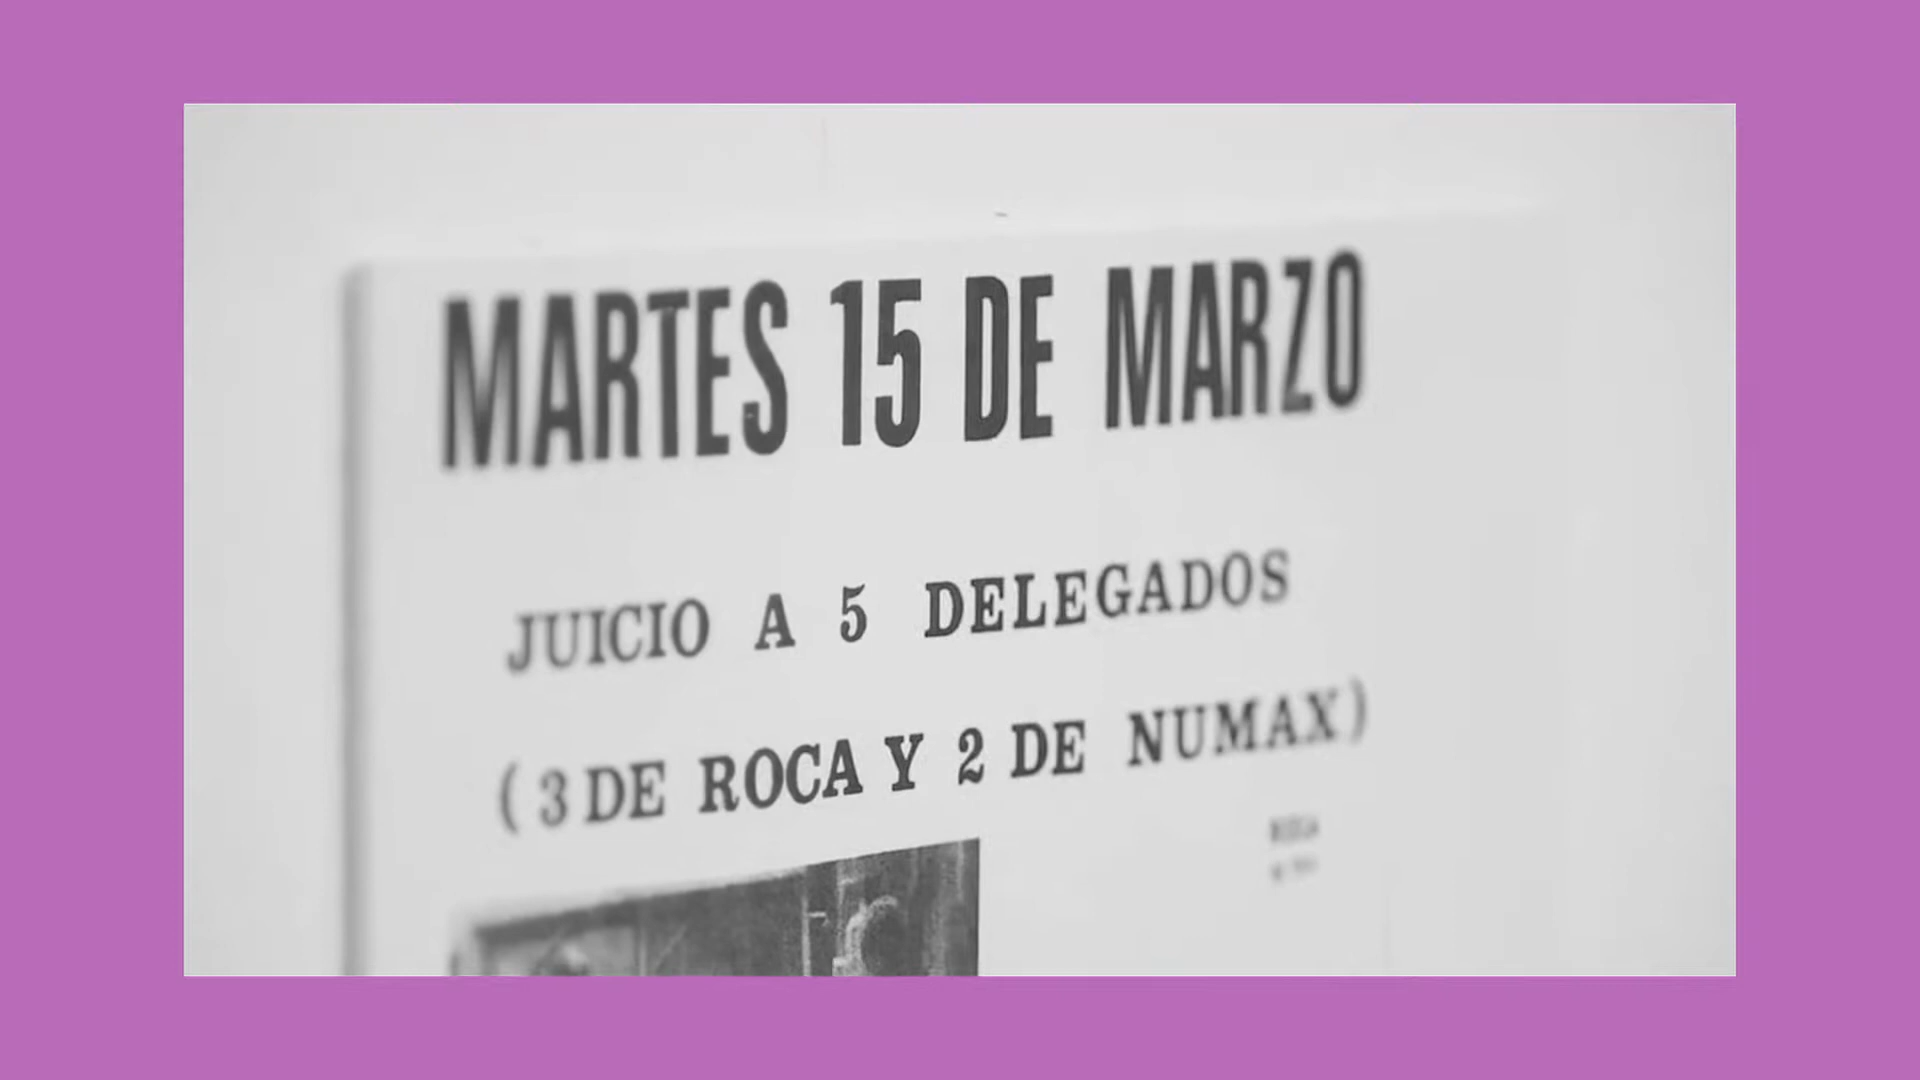 MARTES 15 DE MARZO
JUICIO A 5 DELEGADOS
(3 DE ROCA Y 2 DE NUMAX)